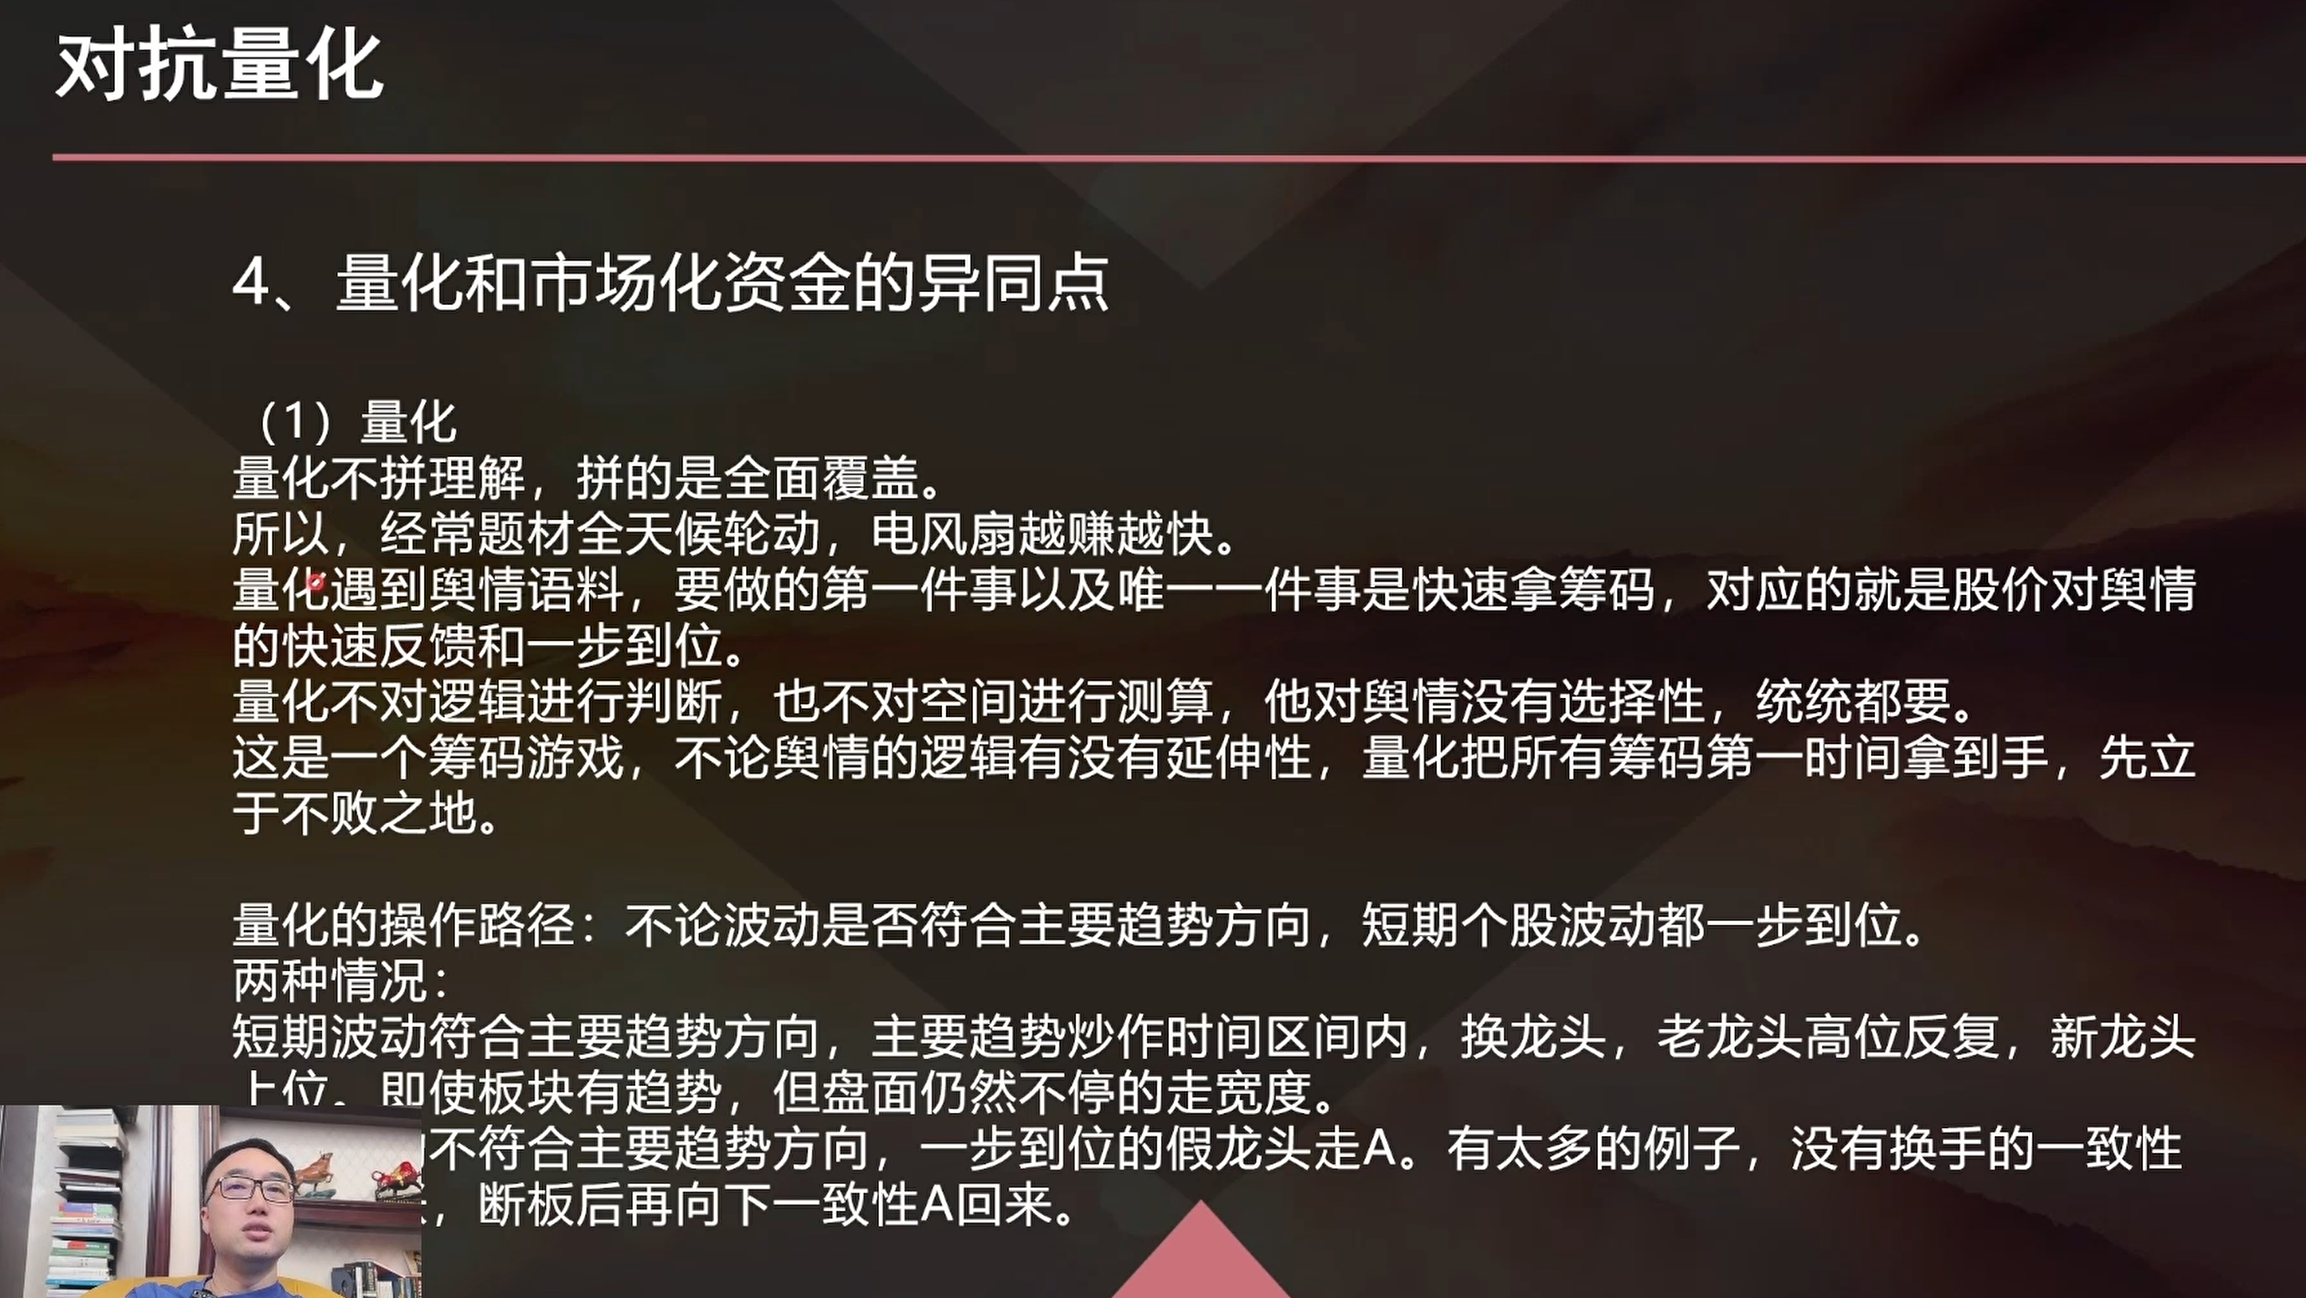 对抗量化
4、量化和市场化资金的异同点
（1）量化
量化不拼理解，拼的是全面覆盖。
所以，经常题材全天候轮动，电风扇越赚越快。
量化遇到舆情语料，要做的第一件事以及唯一一件事是快速拿筹码，对应的就是股价对舆情
的快速反馈和一步到位。
量化不对逻辑进行判断，也不对空间进行测算，他对舆情没有选择性，统统都要。
这是一个筹码游戏，不论舆情的逻辑有没有延伸性，量化把所有筹码第一时间拿到手，先立
于不败之地。
量化的操作路径：不论波动是否符合主要趋势方向，短期个股波动都一步到位。
两种情况：
短期波动符合主要趋势方向，主要趋势炒作时间区间内，换龙头，老龙头高位反复，新龙头
上位。即使板块有趋势，但盘面仍然不停的走宽度。
不符合主要趋势方向，一步到位的假龙头走A。有太多的例子，没有换手的一致性
，断板后再向下一致性A回来。